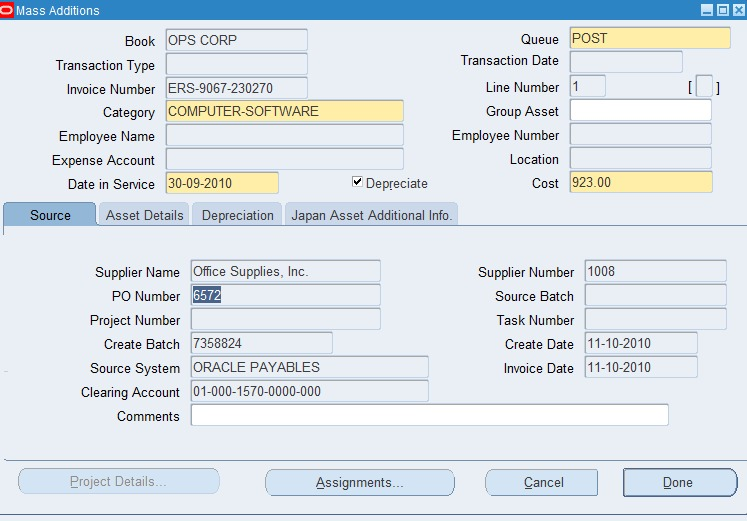 Mass Additions
Book OPS CORP Queue POST
Transaction Type Transaction Date
Invoice Number ERS-9067-230270 Line Number 1 [ ]
Category COMPUTER-SOFTWARE Group Asset
Employee Name Employee Number
Expense Account Location
Date in Service 30-09-2010 Depreciate Cost 923.00
Source Asset Details Depreciation Japan Asset Additional Info.
Supplier Name Office Supplies, Inc. Supplier Number 1008
PO Number 6572 Source Batch
Project Number Task Number
Create Batch 7358824 Create Date 11-10-2010
Source System ORACLE PAYABLES Invoice Date 11-10-2010
Clearing Account 01-000-1570-0000-000
Comments
Project Details... Assignments... Cancel Done